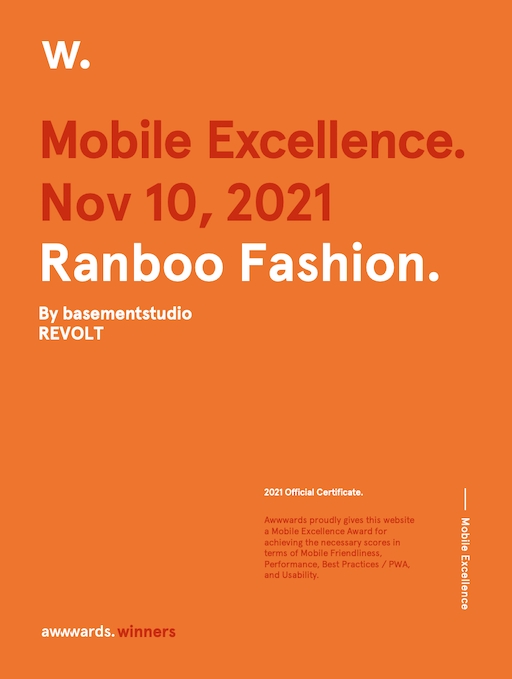 w.
Mobile Excellence.
Nov 10, 2021
Ranboo Fashion.
By basementstudio
REVOLT
2021 Official Certificate.
Awwwards proudly gives this website
a Mobile Excellence Award for
achieving the necessary scores in
terms of Mobile Friendliness,
Performance, Best Practices / PWA,
and Usability.
Mobile Excellence
awwwards.winners